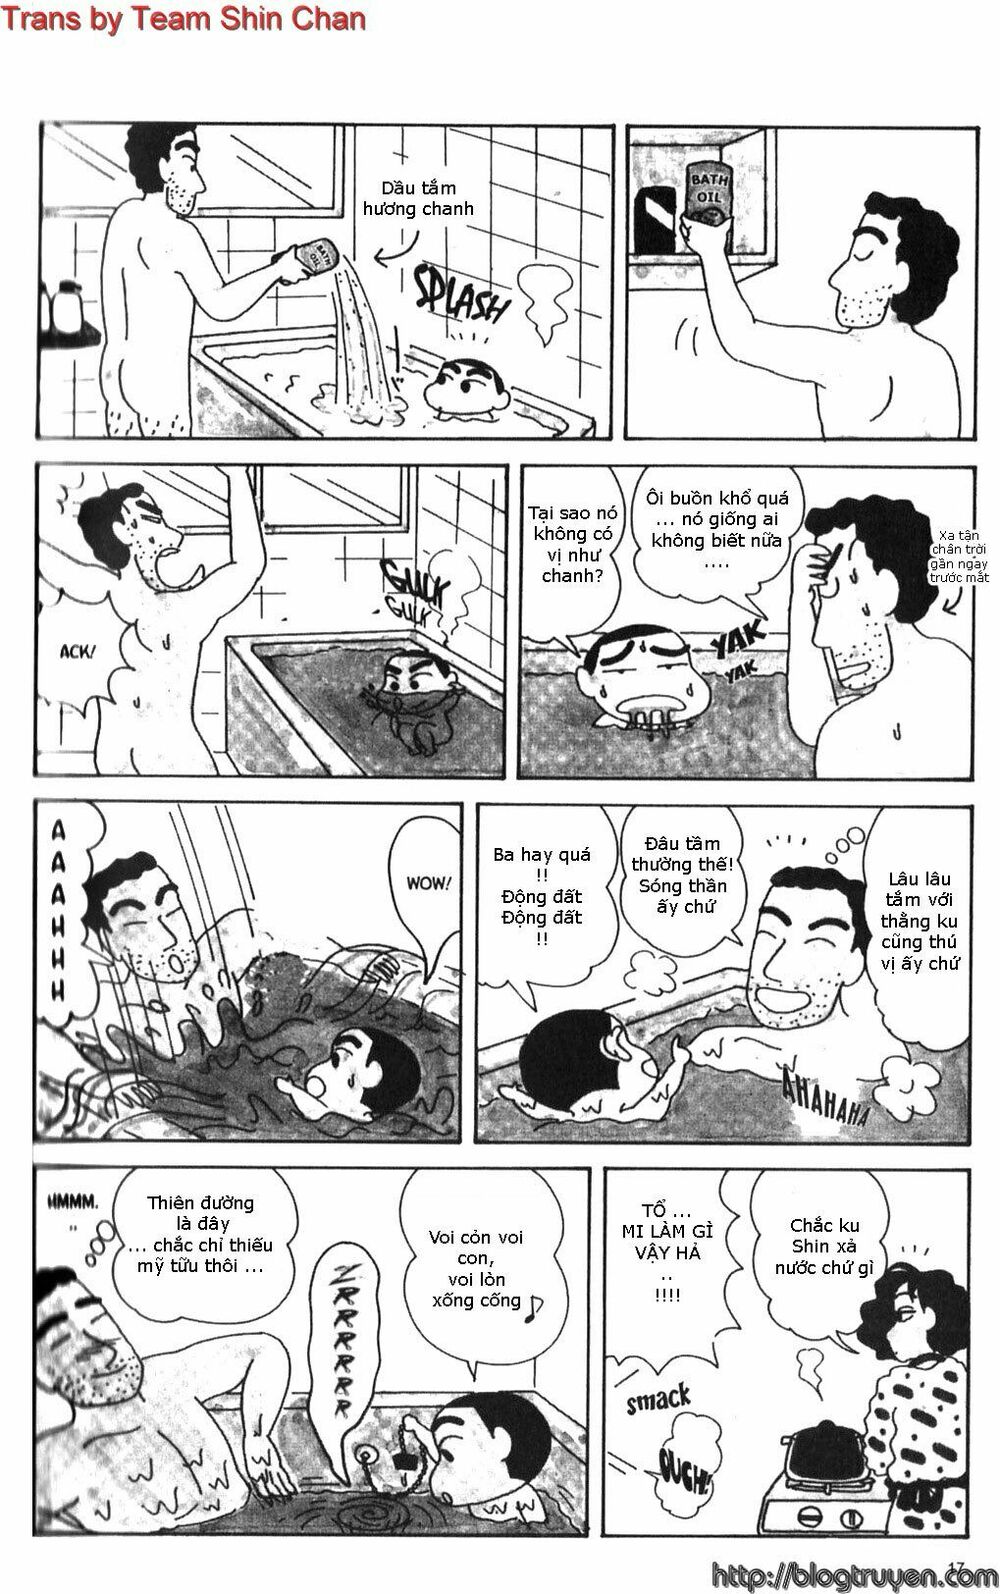 Trans by Team Shin Chan
Dầu tắm
hương chanh
BATH
OIL
SPLASH
BATH
OIL
ACK!
GULK
GULK
Tại sao nó
không có
vị như
chanh?
Ôi buồn khổ quá
... nó giống ai
không biết nữa
....
YAK
YAK
Xa tận
chân trời
gần ngay
trước mắt
AAAHHH
WOW!
Ba hay quá
!!
Động đất
Động đất
!!
Đâu tầm
thường thế!
Sóng thần
ấy chứ
Lâu lâu
tắm với
thằng ku
cũng thú
vị ấy chứ
AHAHAHA
HMMM.
..
Thiên đường
là đây
... chắc chỉ thiếu
mỹ tữu thôi ...
VRRRRRR
Voi cỏn voi
con,
voi lòn
xống cống
TỔ ...
MI LÀM GÌ
VẬY HẢ
..
!!!!
Chắc ku
Shin xả
nước chứ gì
smack
OUCH!
17
http://blogtruyen.com